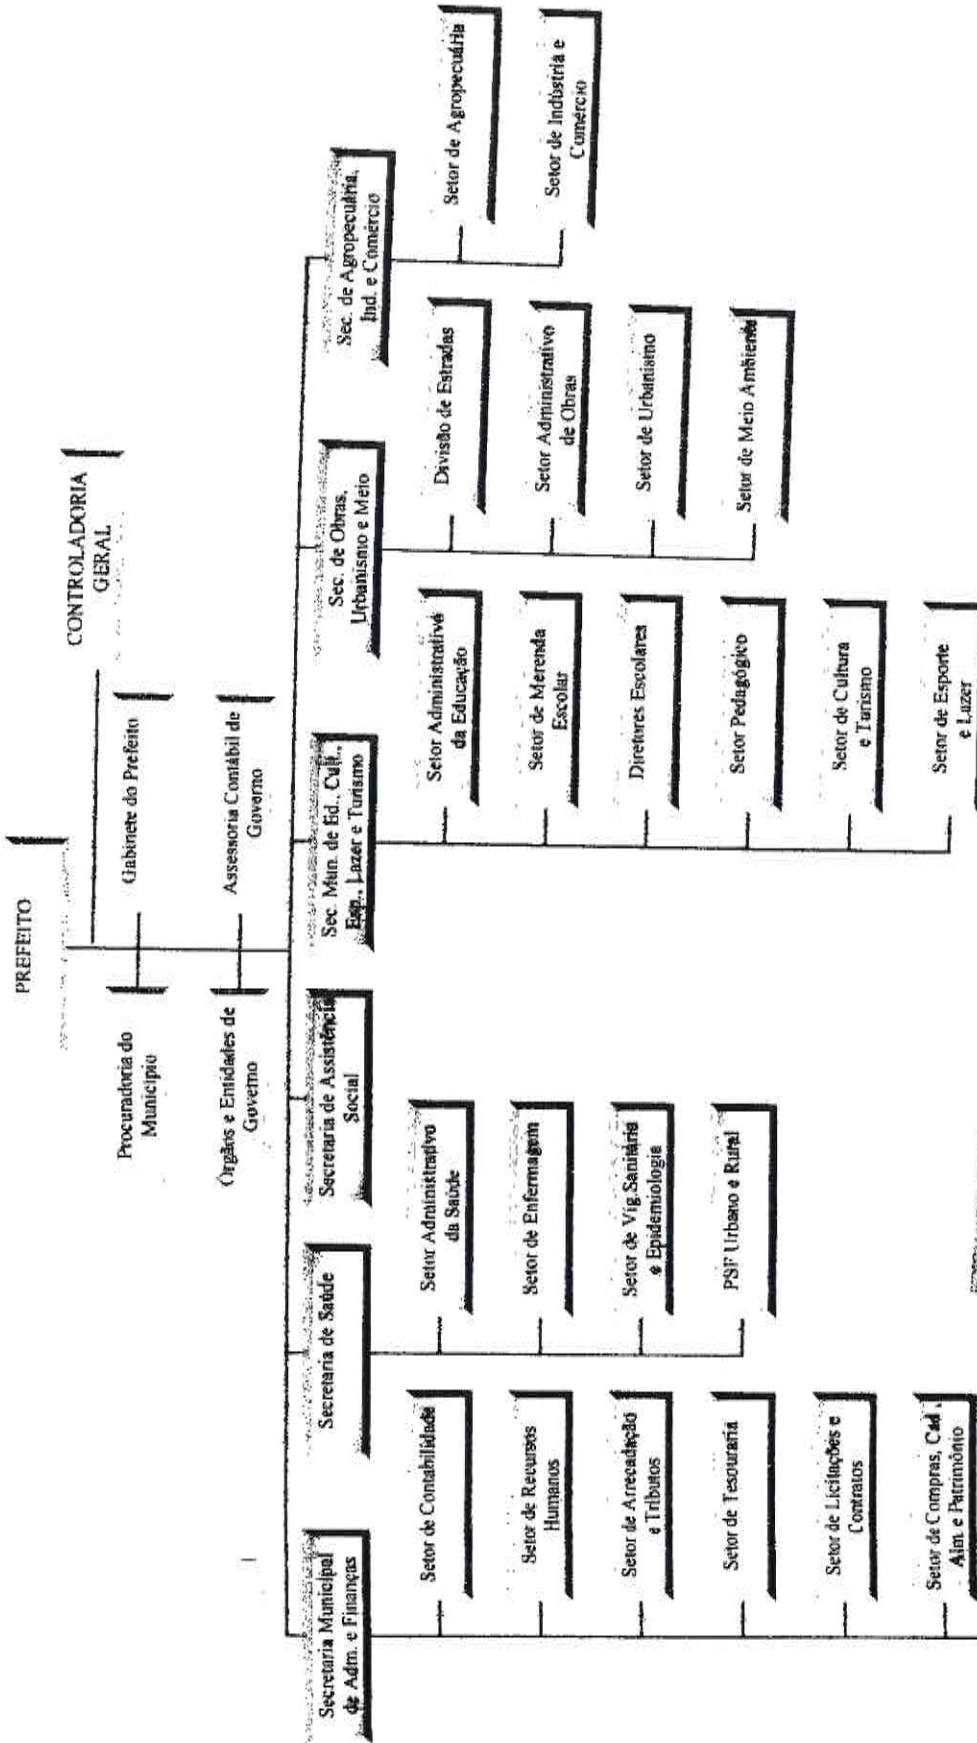 PREFEITO
CONTROLADORIA
GERAL
Procuradoria do
Município
Gabinete do Prefeito
Órgãos e Entidades de
Governo
Assessoria Contábil de
Governo
Secretaria Municipal
de Adm. e Finanças
Setor de Contabilidade
Setor de Recursos
Humanos
Setor de Arrecadação
e Tributos
Setor de Tesouraria
Setor de Licitações e
Contratos
Setor de Compras, Cad.
Alm. e Patrimônio
Secretaria de Saúde
Setor Administrativo
da Saúde
Setor de Enfermagem
Setor de Vig.Sanitária
e Epidemiologia
PSF Urbano e Rural
Secretaria de Assistência
Social
Sec. Mun. de Ed., Cult.,
Esp., Lazer e Turismo
Setor Administrativo
da Educação
Setor de Merenda
Escolar
Diretores Escolares
Setor Pedagógico
Setor de Cultura
e Turismo
Setor de Esporte
e Lazer
Sec. de Obras,
Urbanismo e Meio
Divisão de Estradas
Setor Administrativo
de Obras
Setor de Urbanismo
Setor de Meio Ambiente
Sec. de Agropecuária,
Ind. e Comércio
Setor de Agropecuária
Setor de Indústria e
Comércio